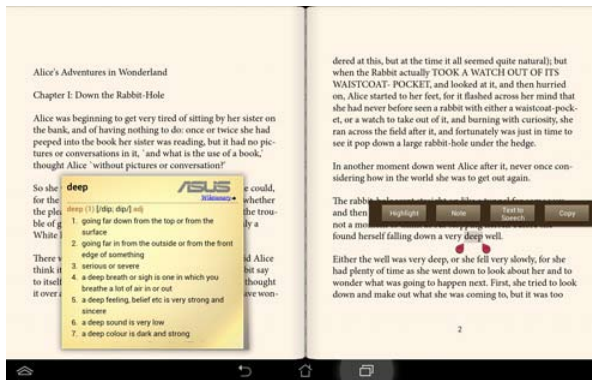 Alice's Adventures in Wonderland
Chapter I: Down the Rabbit-Hole
Alice was beginning to get very tired of sitting by her sister on
the bank, and of having nothing to do: once or twice she had
peeped into the book her sister was reading, but it had no pic-
tures or conversations in it, `and what is the use of a book,'
thought Alice `without pictures or conversation?'
So she
e could,
for the
whether
the ple
the trou-
ble of g
ly a
White
There
d Alice
think it
bit say
to itsel
thought
it over a
ave won-
deep
ASUS
Wiktionary
deep (1) [/dip; dip/] adj
1. going far down from the top or from the
surface
2. going far in from the outside or from the front
edge of something
3. serious or severe
4. a deep breath or sigh is one in which you
breathe a lot of air in or out
5. a deep feeling, belief etc is very strong and
sincere
6. a deep sound is very low
7. a deep colour is dark and strong
dered at this, but at the time it all seemed quite natural); but
when the Rabbit actually TOOK A WATCH OUT OF ITS
WAISTCOAT- POCKET, and looked at it, and then hurried
on, Alice started to her feet, for it flashed across her mind that
she had never before seen a rabbit with either a waistcoat-pock-
et, or a watch to take out of it, and burning with curiosity, she
ran across the field after it, and fortunately was just in time to
see it pop down a large rabbit-hole under the hedge.
In another moment down went Alice after it, never once con-
sidering how in the world she was to get out again.
The rabb
and then
Highlight
Note
Text to
Speech
Copy
not a mo
found herself falling down a very deep well.
Either the well was very deep, or she fell very slowly, for she
had plenty of time as she went down to look about her and to
wonder what was going to happen next. First, she tried to look
down and make out what she was coming to, but it was too
2